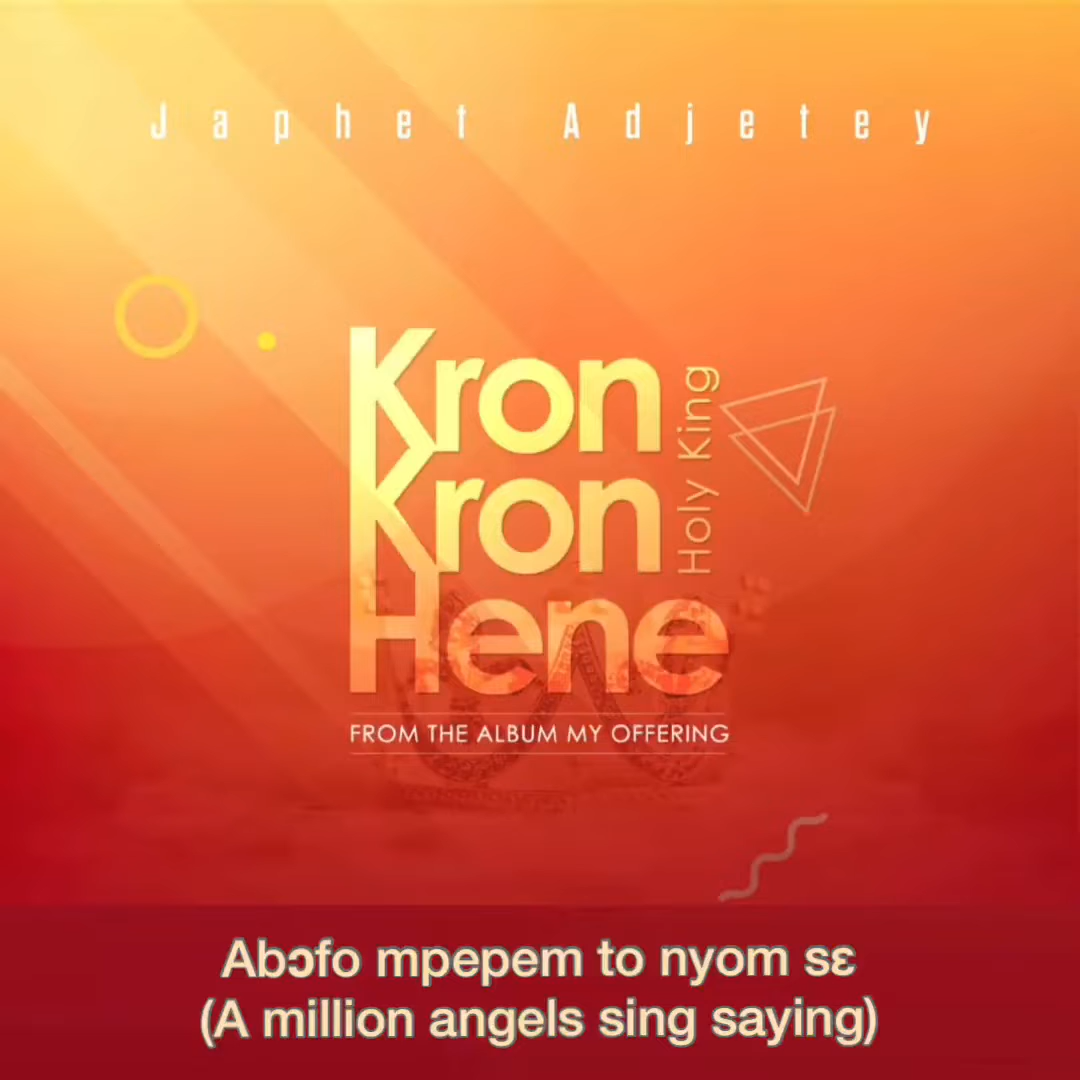 Japhet Adjetey
Kron
Kron
Hene
Holy King
FROM THE ALBUM MY OFFERING
Abɔfo mpepem to nyom sɛ
(A million angels sing saying)